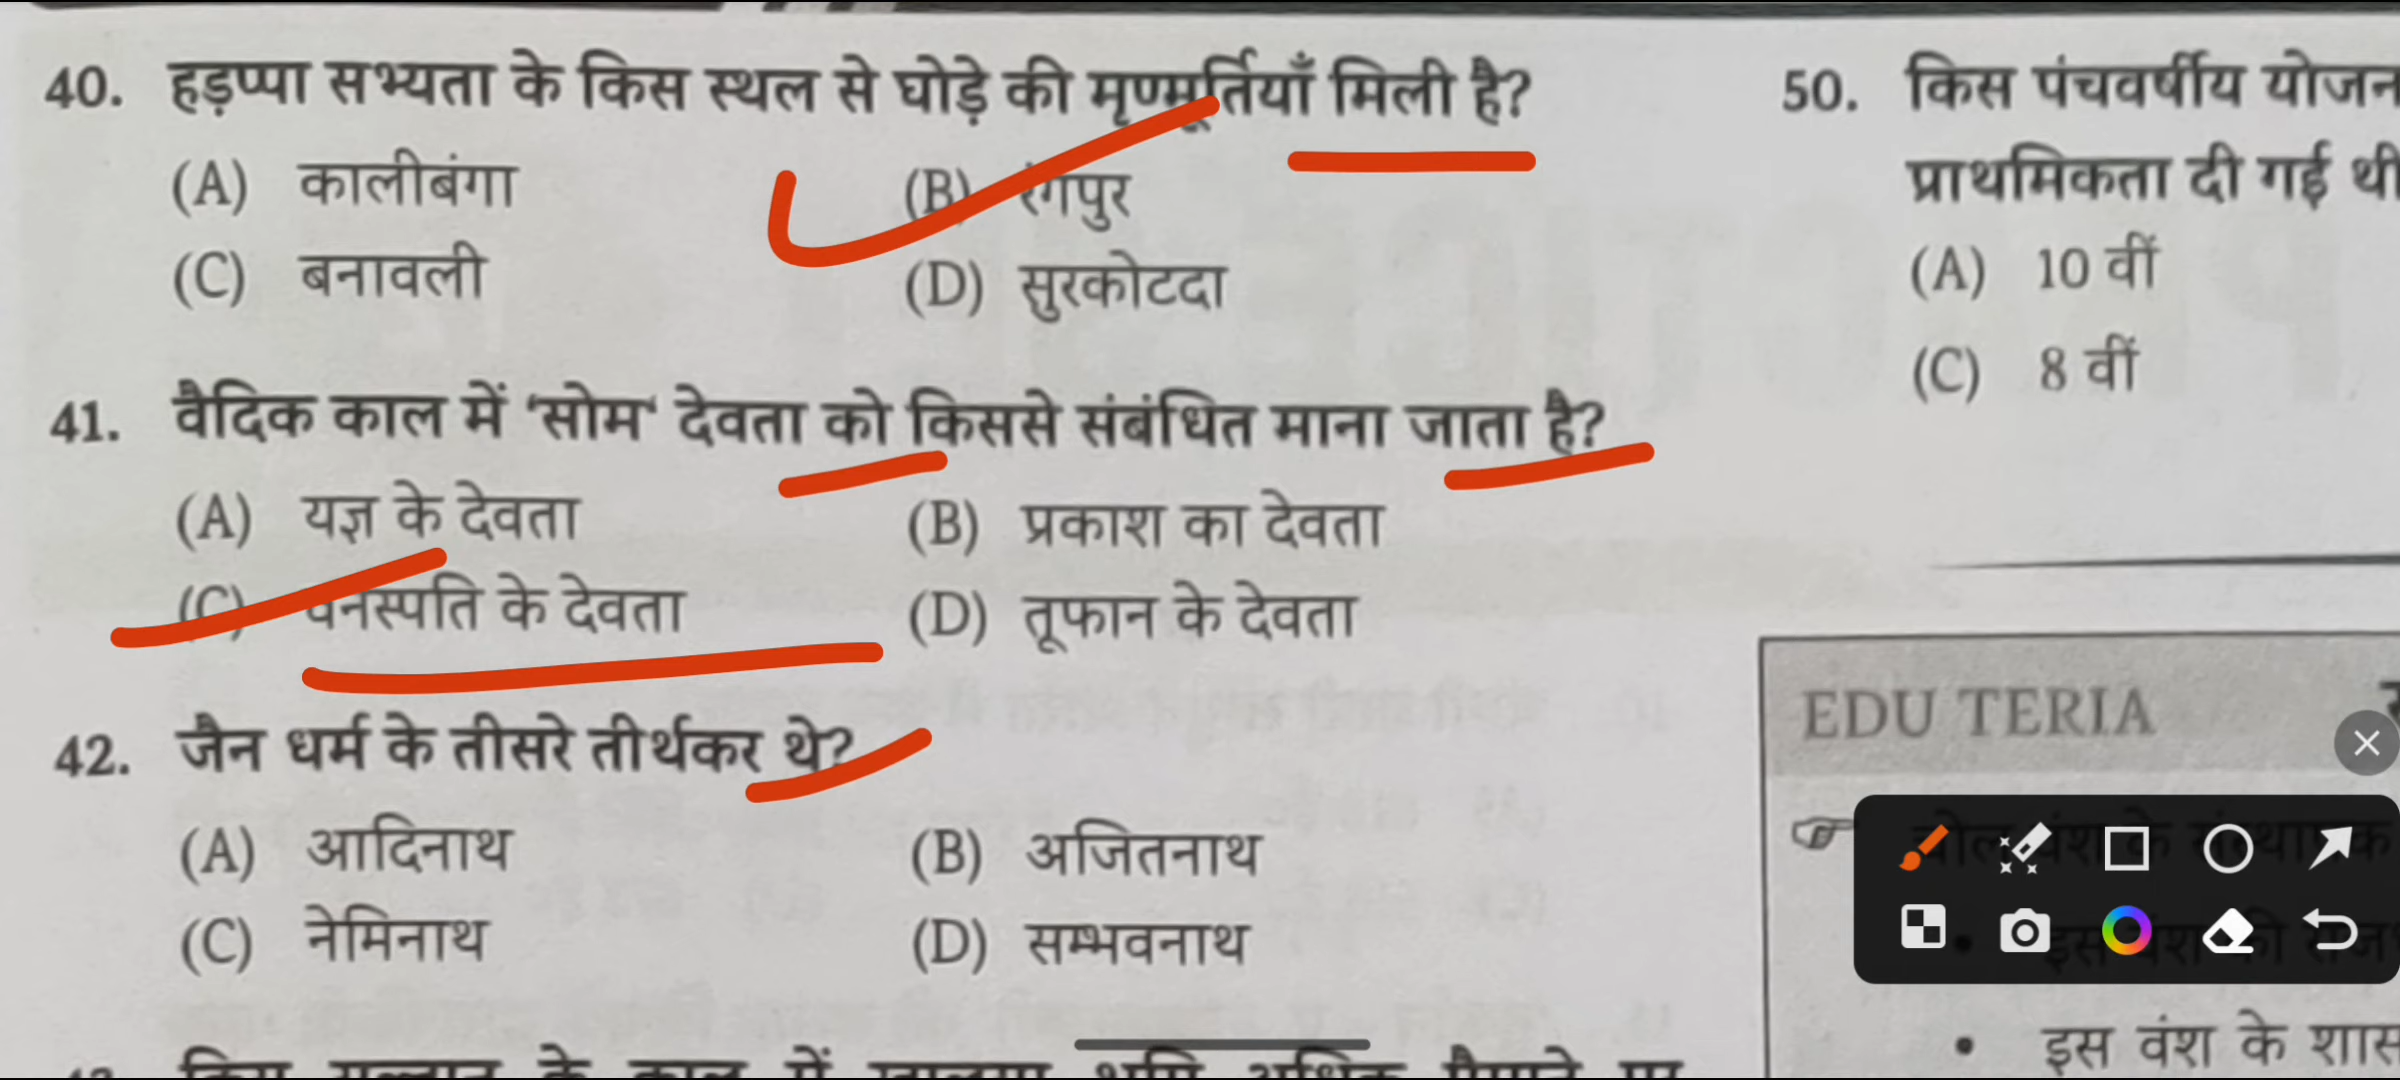 40. हड़प्पा सभ्यता के किस स्थल से घोड़े की मृण्मूर्तियाँ मिली है?
(A) कालीबंगा (B) रंगपुर
(C) बनावली (D) सुरकोटदा
41. वैदिक काल में 'सोम' देवता को किससे संबंधित माना जाता है?
(A) यज्ञ के देवता (B) प्रकाश का देवता
(C) वनस्पति के देवता (D) तूफान के देवता
42. जैन धर्म के तीसरे तीर्थकर थे?
(A) आदिनाथ (B) अजितनाथ
(C) नेमिनाथ (D) सम्भवनाथ
50. किस पंचवर्षीय
प्राथमिकता दी गई
(A) 10 वीं
(C) 8 वीं
EDU TERIA
इस वंश के